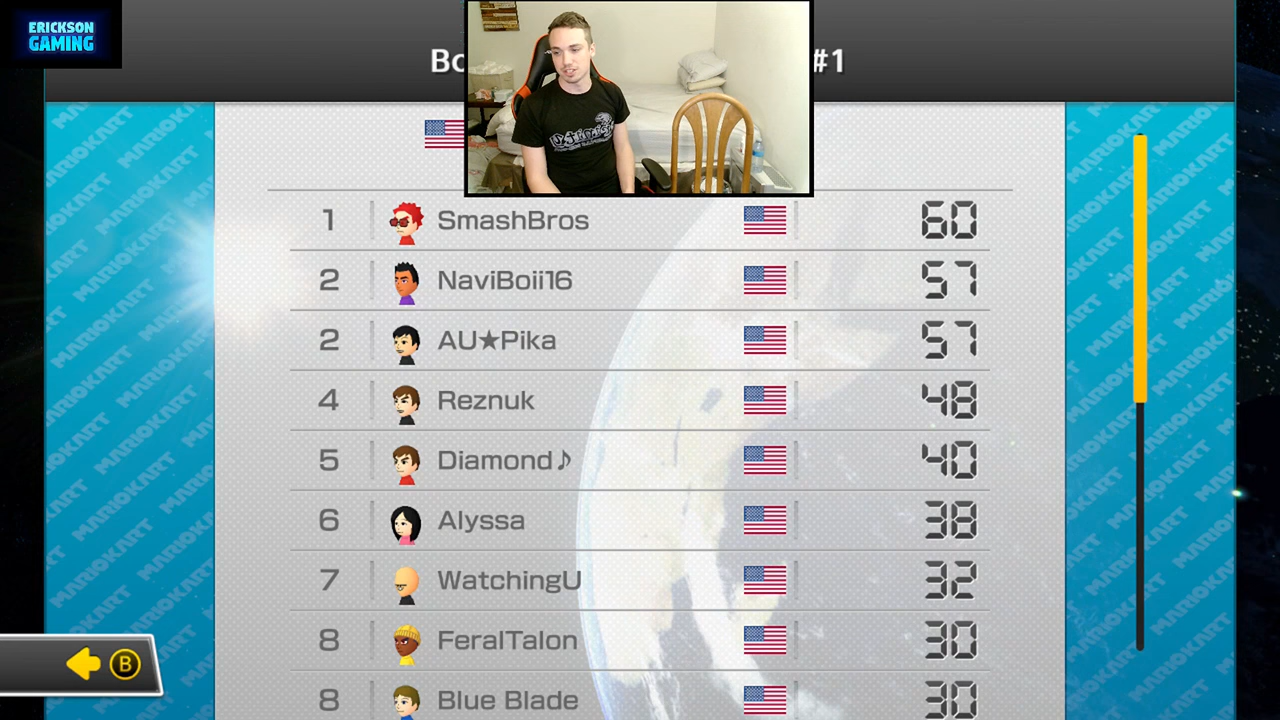 ERICKSON
GAMING
Bo
#1
1 SmashBros 60
2 NaviBoii16 57
2 AU★Pika 57
4 Reznuk 48
5 Diamond♪ 40
6 Alyssa 38
7 WatchingU 32
8 FeralTalon 30
8 Blue Blade 30
B
MARIOKART